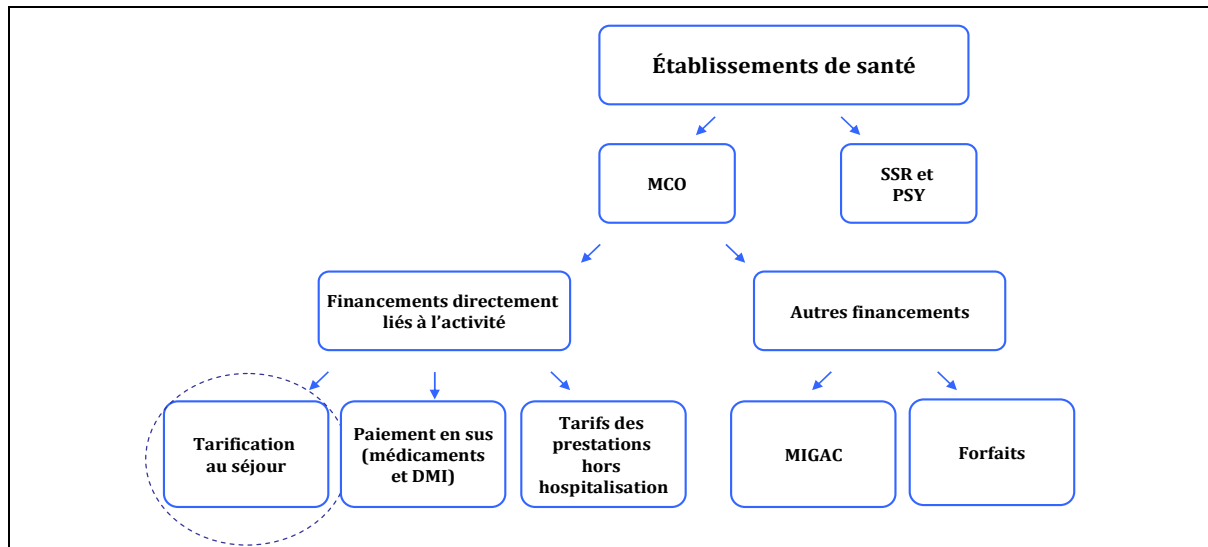 Établissements de santé
MCO
SSR et
PSY
Financements directement
liés à l’activité
Autres financements
Tarification
au séjour
Paiement en sus
(médicaments
et DMI)
Tarifs des
prestations
hors
hospitalisation
MIGAC
Forfaits